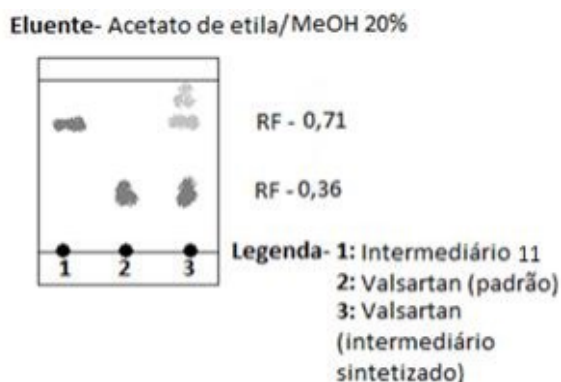 Eluente- Acetato de etila/MeOH 20%
RF - 0,71
RF -0,36
1 2 3
Legenda- 1: Intermediário 11
2: Valsartan (padrão)
3: Valsartan
(intermediário
sintetizado)